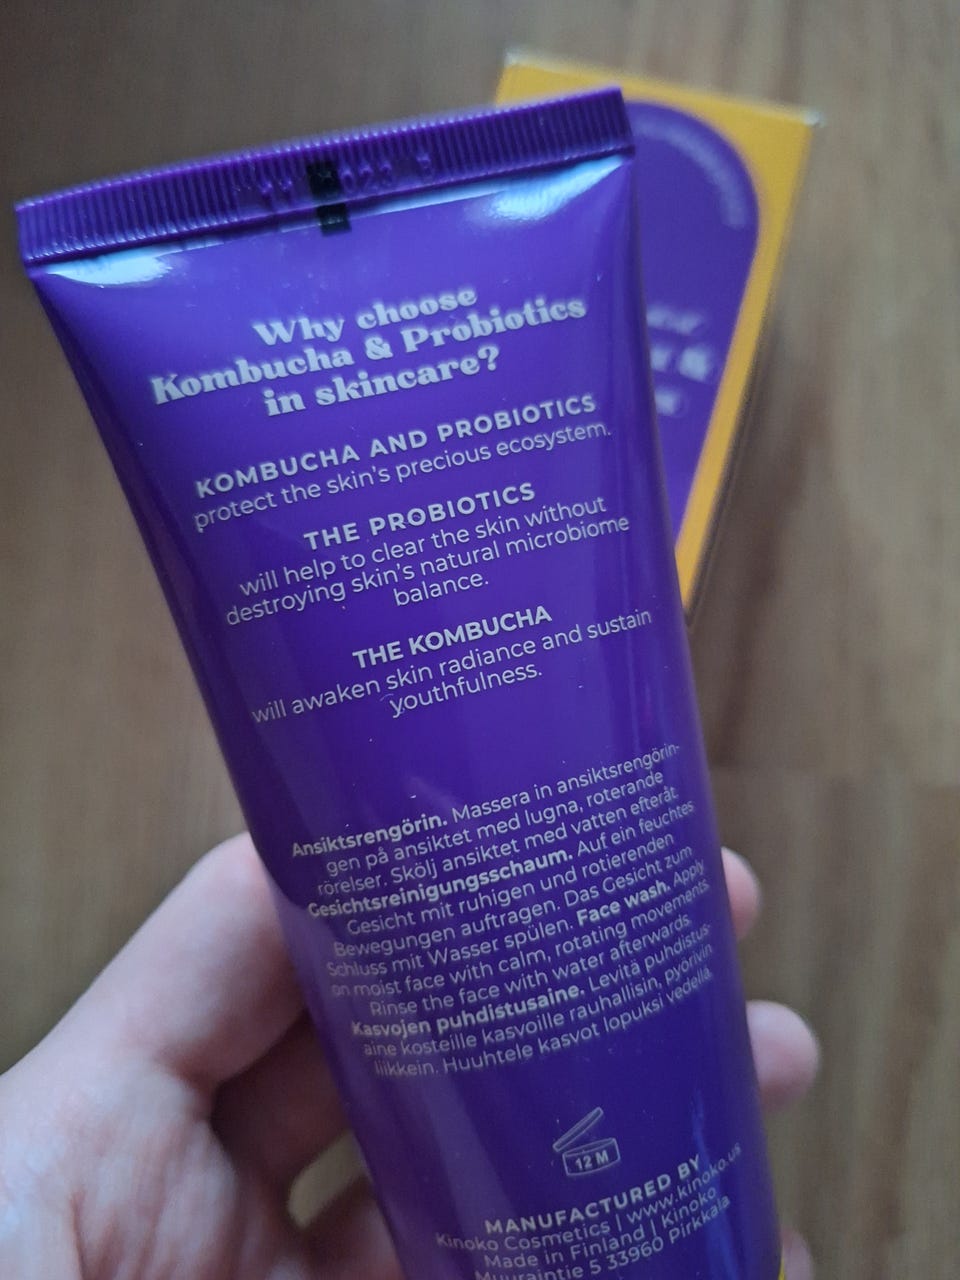 Why choose
Kombucha & Probiotics
in skincare?
KOMBUCHA AND PROBIOTICS
protect the skin's precious ecosystem.
THE PROBIOTICS
will help to clear the skin without
destroying skin's natural microbiome
balance.
THE KOMBUCHA
will awaken skin radiance and sustain
youthfulness.
Ansiktsrengörin. Massera in ansiktsrengörin-
gen på ansiktet med lugna, roterande
rörelser. Skölj ansiktet med vatten efteråt.
Gesichtsreinigungsschaum. Auf ein feuchtes
Gesicht mit ruhigen und rotierenden
Bewegungen auftragen. Das Gesicht zum
Schluss mit Wasser spülen. Face wash. Apply
on moist face with calm, rotating movements.
Rinse the face with water afterwards.
Kasvojen puhdistusaine. Levitä puhdistus-
aine kosteille kasvoille rauhallisin, pyörivin
liikkein. Huuhtele kasvot lopuksi vedellä.
12 M
MANUFACTURED BY
Kinoko Cosmetics | www.kinoko.us
Made in Finland | Kinoko
Muuraintie 5 33960 Pirkkala